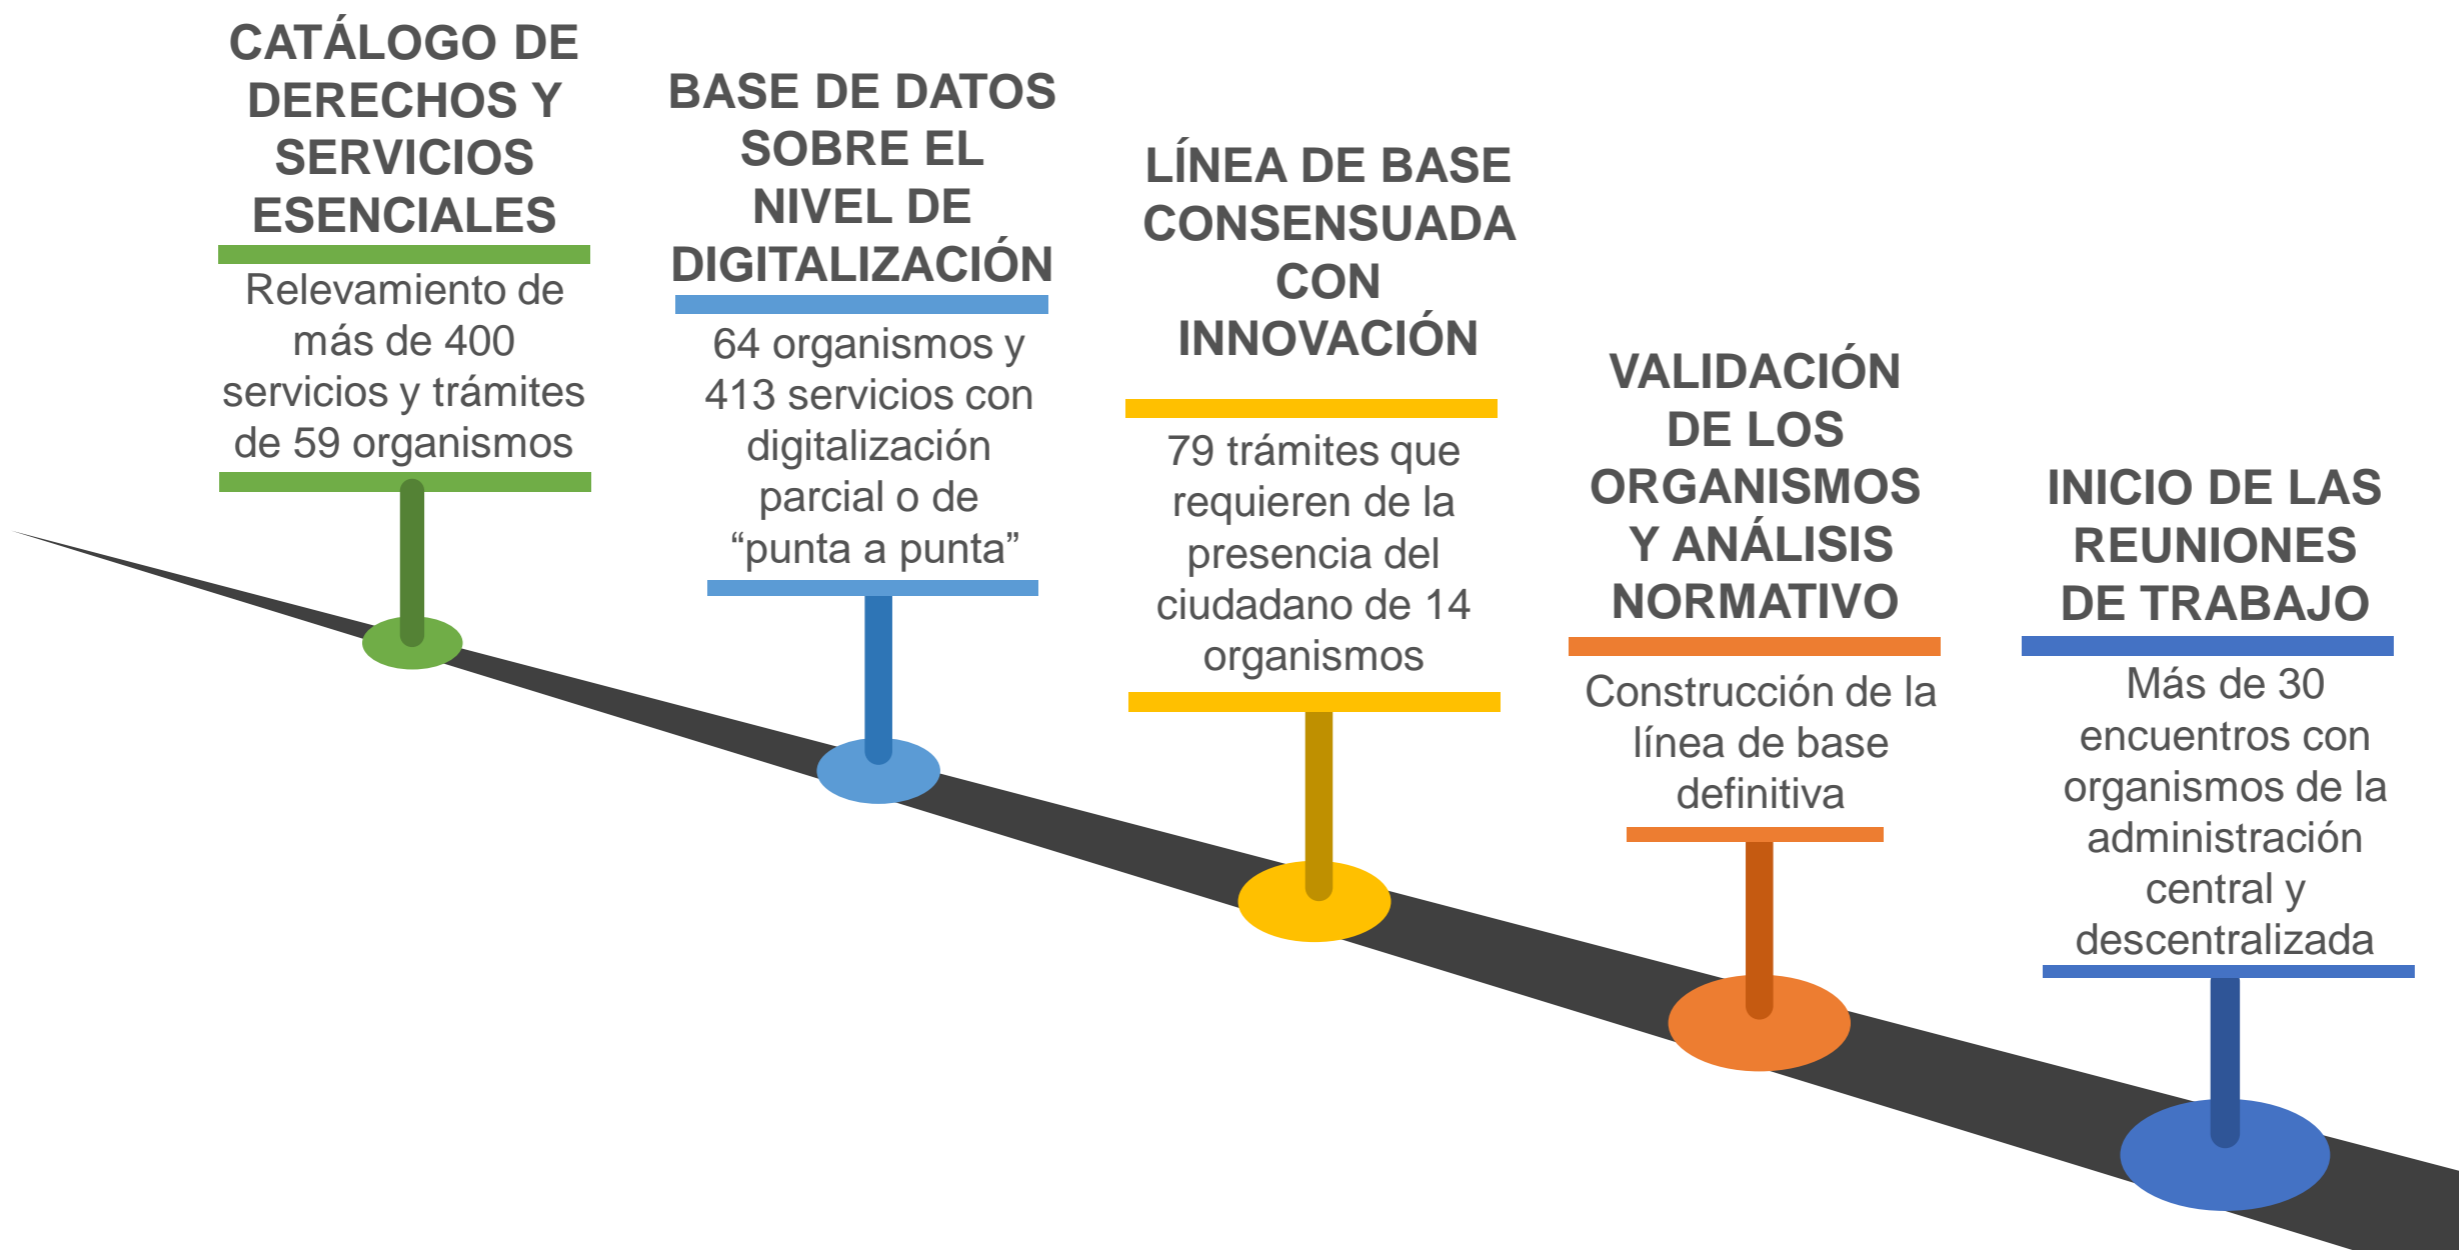 CATÁLOGO DE
DERECHOS Y
SERVICIOS
ESENCIALES
Relevamiento de
más de 400
servicios y trámites
de 59 organismos
BASE DE DATOS
SOBRE EL
NIVEL DE
DIGITALIZACIÓN
64 organismos y
413 servicios con
digitalización
parcial o de
“punta a punta”
LÍNEA DE BASE
CONSENSUADA
CON
INNOVACIÓN
79 trámites que
requieren de la
presencia del
ciudadano de 14
organismos
VALIDACIÓN
DE LOS
ORGANISMOS
Y ANÁLISIS
NORMATIVO
Construcción de la
línea de base
definitiva
INICIO DE LAS
REUNIONES
DE TRABAJO
Más de 30
encuentros con
organismos de la
administración
central y
descentralizada